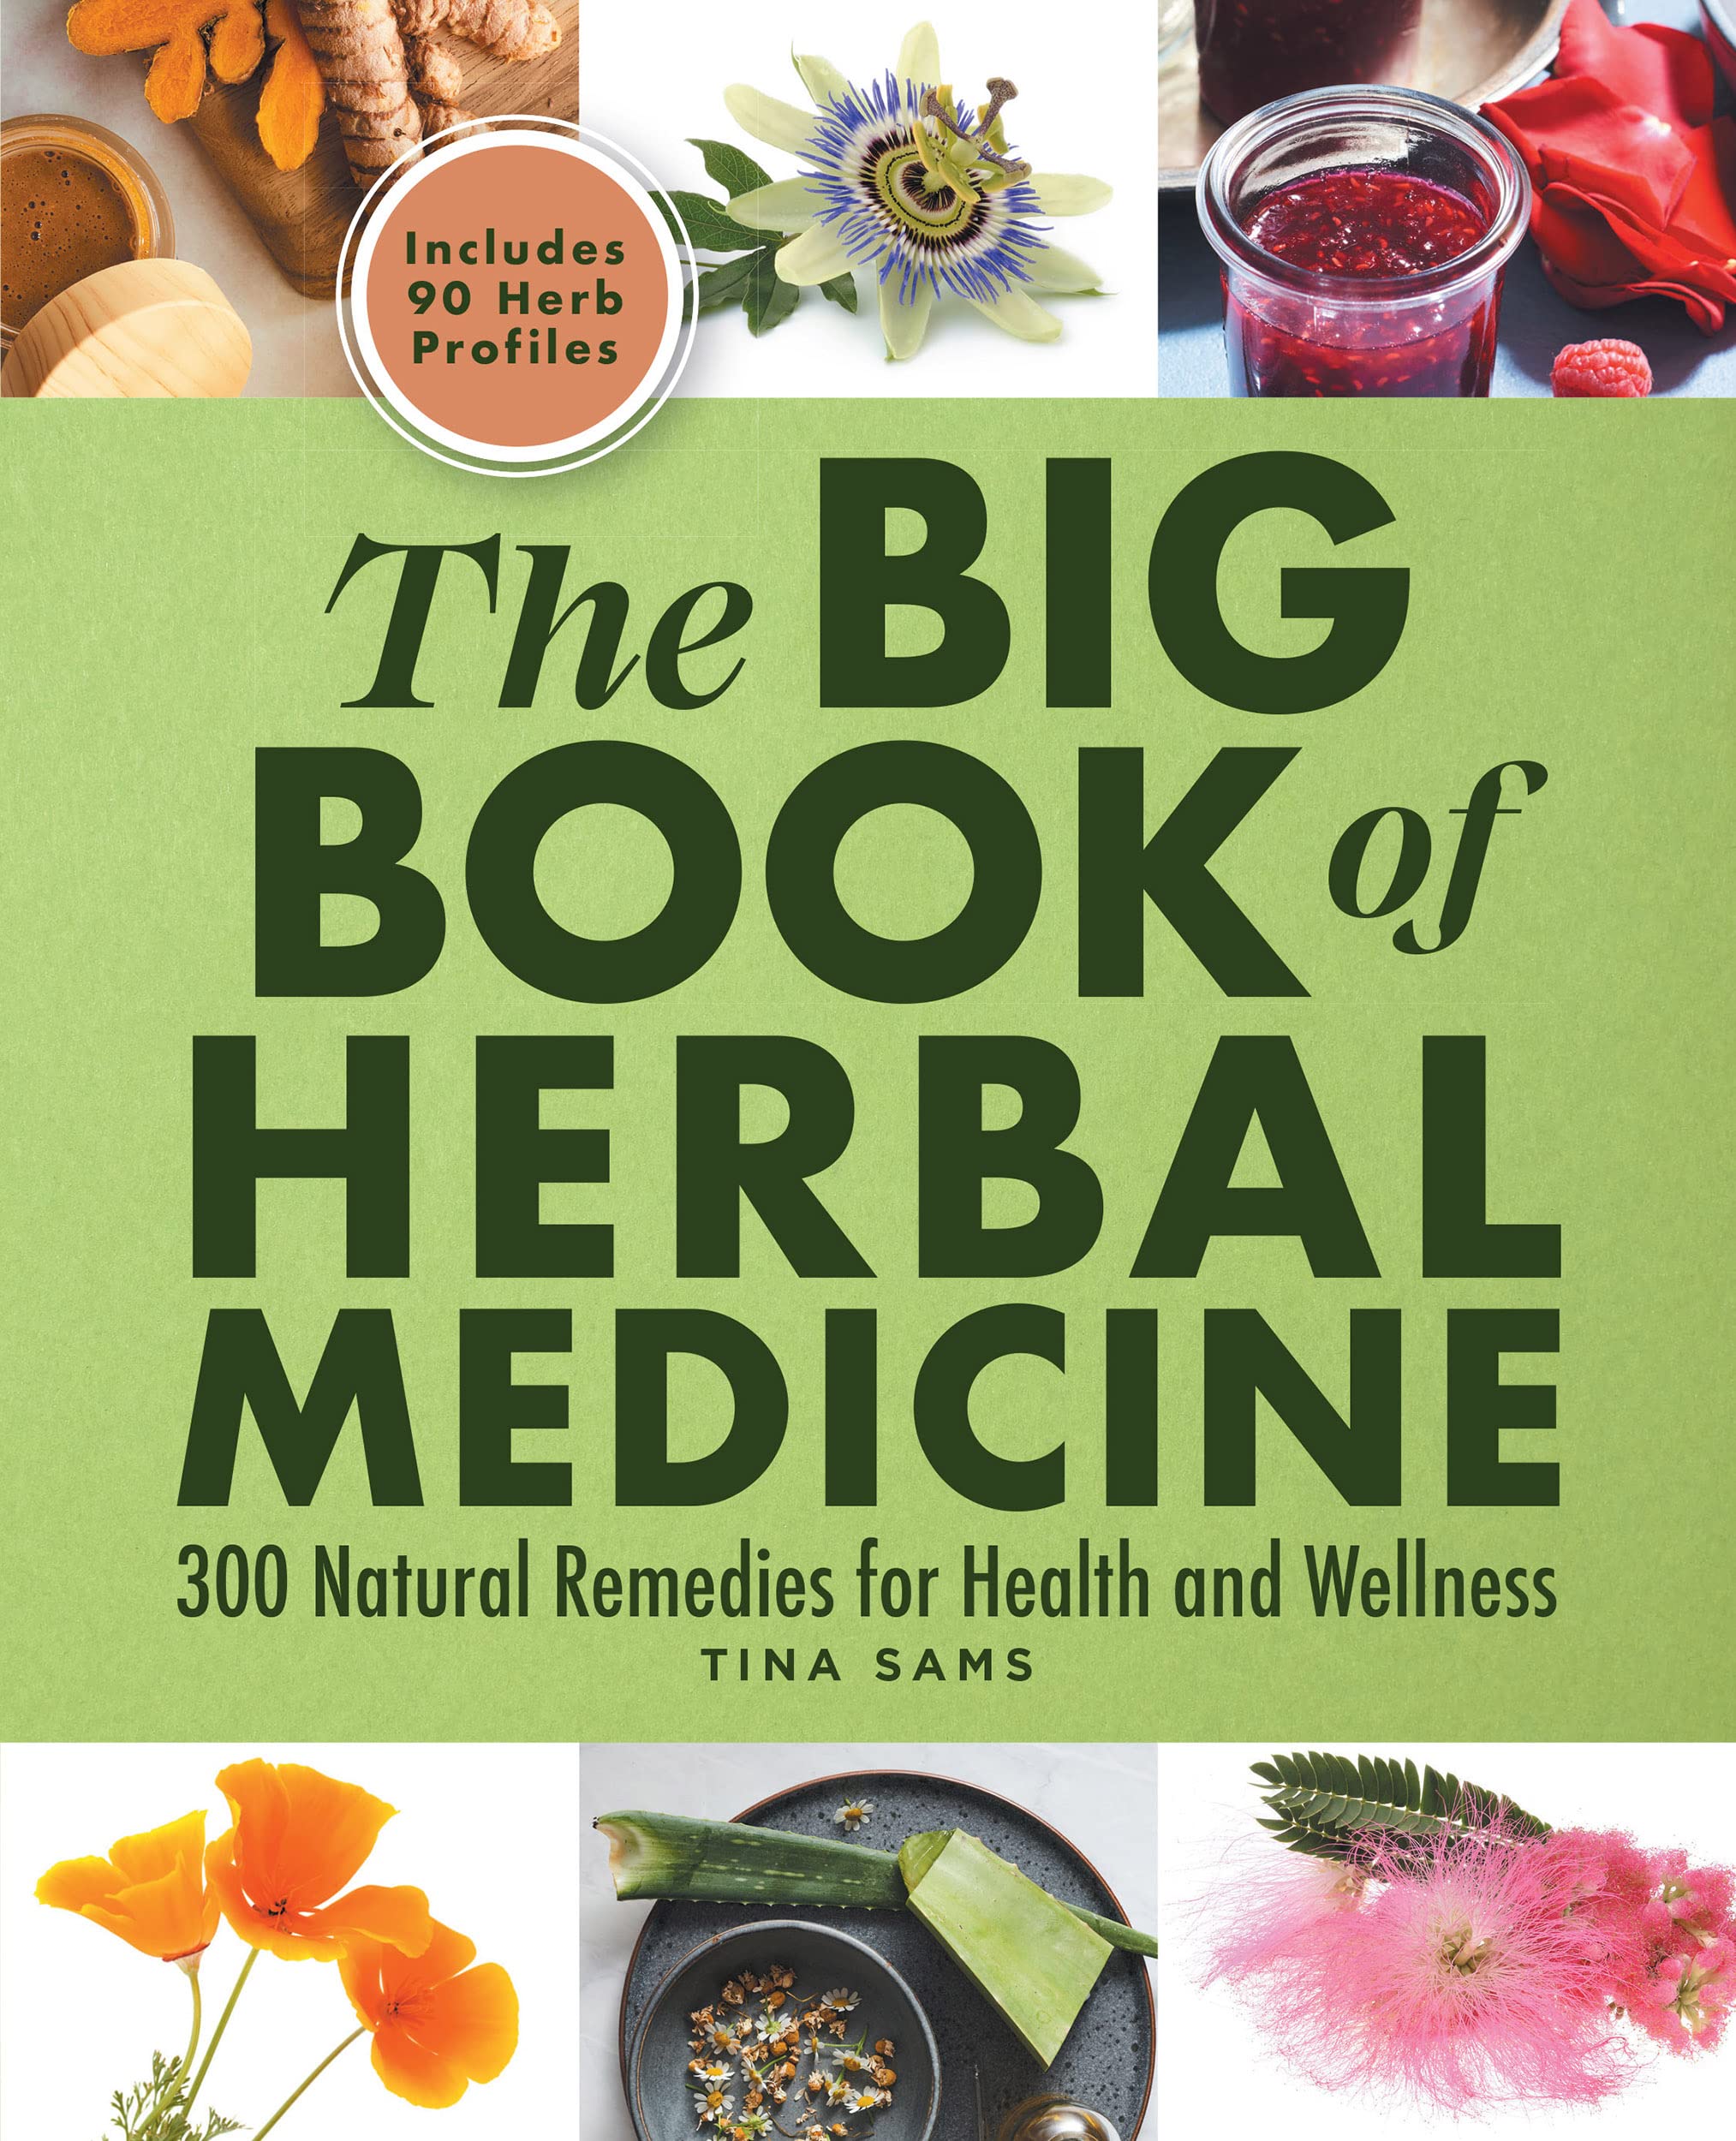 Includes
90 Herb
Profiles
The BIG
BOOK of
HERBAL
MEDICINE
300 Natural Remedies for Health and Wellness
TINA SAMS